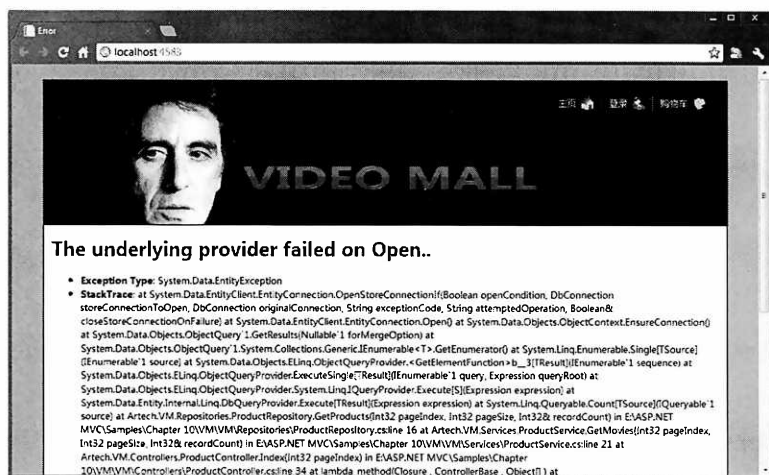 Error
localhost:4583
主页 登录 购物车
VIDEO MALL
The underlying provider failed on Open..
• Exception Type: System.Data.EntityException
• StackTrace: at System.Data.EntityClient.EntityConnection.OpenStoreConnectionIf(Boolean openCondition, DbConnection
storeConnectionToOpen, DbConnection originalConnection, String exceptionCode, String attemptedOperation, Boolean&
closeStoreConnectionOnFailure) at System.Data.EntityClient.EntityConnection.Open() at System.Data.Objects.ObjectContext.EnsureConnection()
at System.Data.Objects.ObjectQuery`1.GetResults(Nullable`1 forMergeOption) at
System.Data.Objects.ObjectQuery`1.System.Collections.Generic.IEnumerable<T>.GetEnumerator() at System.Linq.Enumerable.Single[TSource]
(IEnumerable`1 source) at System.Data.Objects.ELinq.ObjectQueryProvider.<GetElementFunction>b__3[TResult](IEnumerable`1 sequence) at
System.Data.Objects.ELinq.ObjectQueryProvider.ExecuteSingle[TResult](IEnumerable`1 query, Expression queryRoot) at
System.Data.Objects.ELinq.ObjectQueryProvider.System.Linq.IQueryProvider.Execute[S](Expression expression) at
System.Data.Entity.Internal.Linq.DbQueryProvider.Execute[TResult](Expression expression) at System.Linq.Queryable.Count[TSource](IQueryable`1
source) at Artech.VM.Repositories.ProductRepository.GetProducts(Int32 pageIndex, Int32 pageSize, Int32& recordCount) in E:\ASP.NET
MVC\Samples\Chapter 10\VM\VM\Repositories\ProductRepository.cs:line 16 at Artech.VM.Services.ProductService.GetMovies(Int32 pageIndex,
Int32 pageSize, Int32& recordCount) in E:\ASP.NET MVC\Samples\Chapter 10\VM\VM\Services\ProductService.cs:line 21 at
Artech.VM.Controllers.ProductController.Index(Int32 pageIndex) in E:\ASP.NET MVC\Samples\Chapter
10\VM\VM\Controllers\ProductController.cs:line 34 at lambda_method(Closure , ControllerBase , Object[] ) at